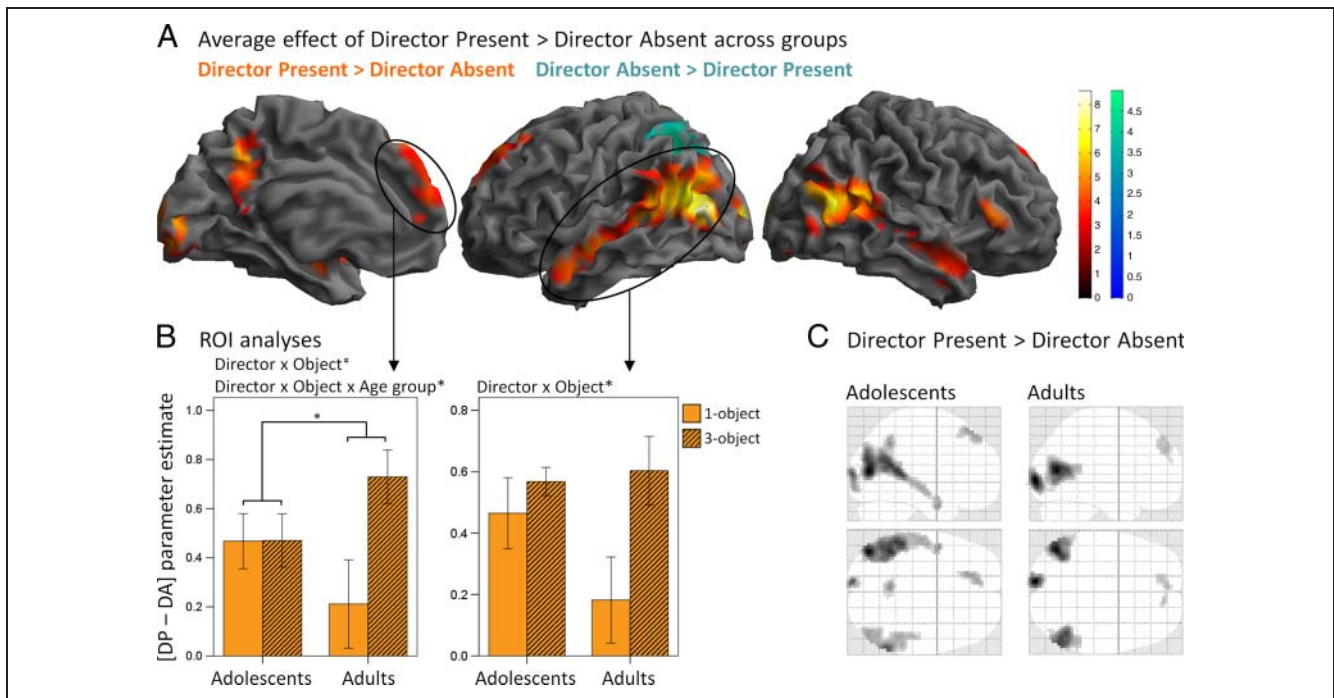 A Average effect of Director Present > Director Absent across groups
Director Present > Director Absent Director Absent > Director Present
8
7
6
5
4
3
2
1
0
4.5
4
3.5
3
2.5
2
1.5
1
0.5
0
B ROI analyses
Director x Object*
Director x Object x Age group*
[DP – DA] parameter estimate
1.0
0.8
0.6
0.4
0.2
0.0
*
Adolescents Adults
Director x Object*
0.8
0.6
0.4
0.2
0.0
1-object
3-object
Adolescents Adults
C Director Present > Director Absent
Adolescents Adults